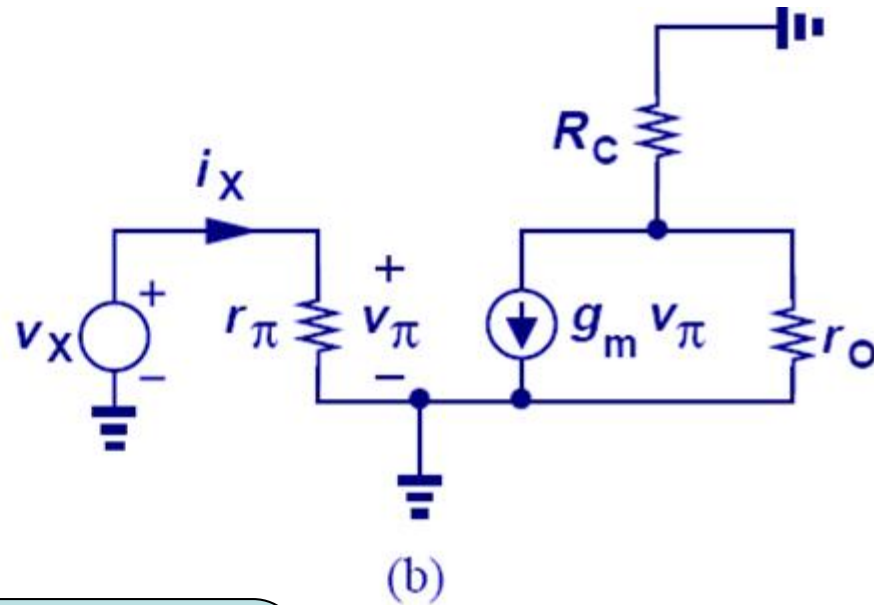 R_C
i_X
v_X
+
−
r_π
+
v_π
−
g_m v_π
r_O
(b)